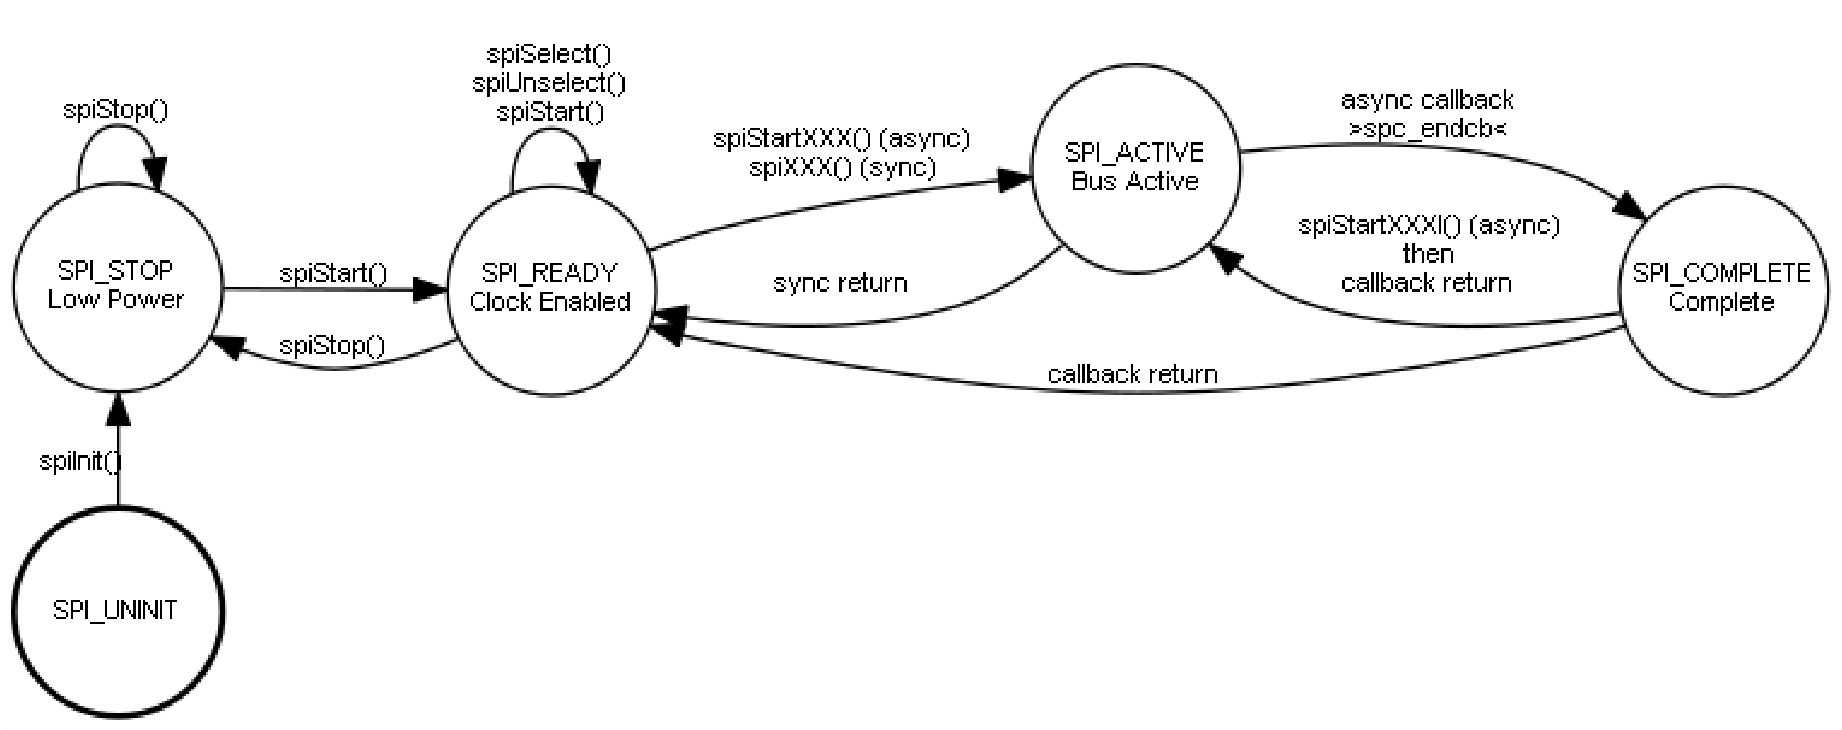 spiSelect()
spiUnselect()
spiStart()
spiStop()
async callback
>spc_endcb<
spiStartXXX() (async)
spiXXX() (sync)
SPI_ACTIVE
Bus Active
spiStartXXXI() (async)
then
callback return
SPI_STOP
Low Power
spiStart()
SPI_READY
Clock Enabled
sync return
SPI_COMPLETE
Complete
spiStop()
callback return
spiInit()
SPI_UNINIT